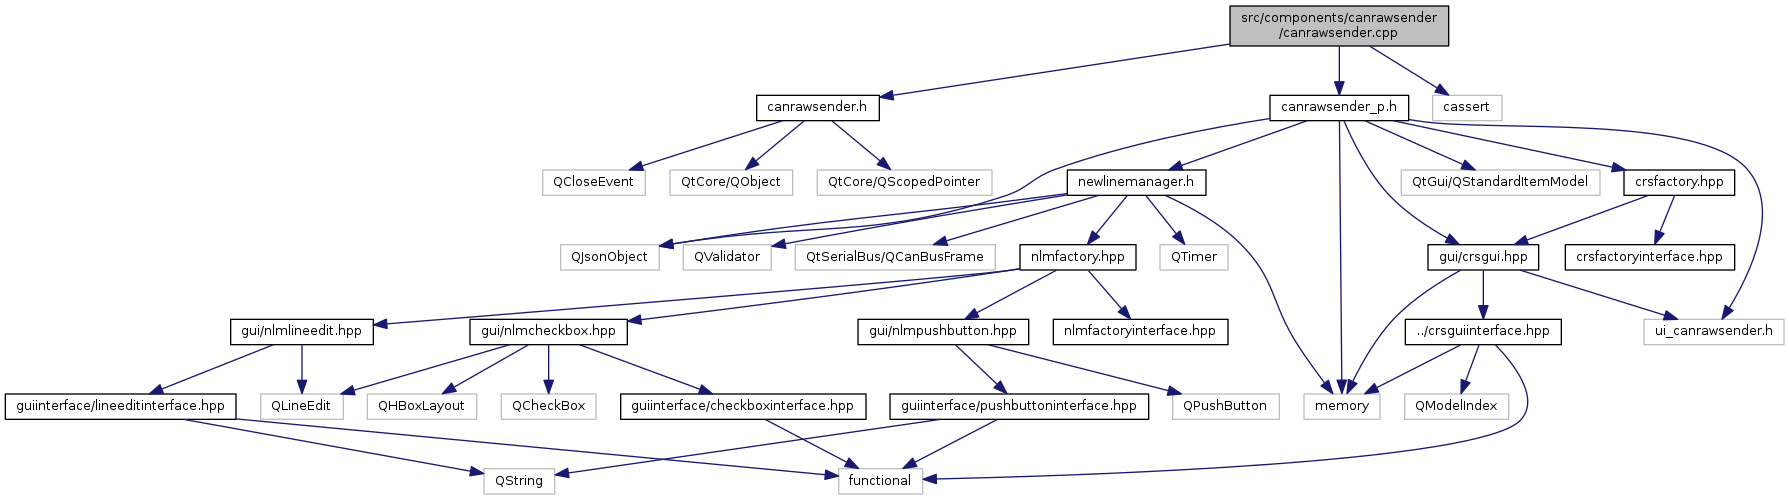 src/components/canrawsender
/canrawsender.cpp
canrawsender.h
canrawsender_p.h
cassert
QCloseEvent
QtCore/QObject
QtCore/QScopedPointer
newlinemanager.h
QtGui/QStandardItemModel
crsfactory.hpp
QJsonObject
QValidator
QtSerialBus/QCanBusFrame
nlmfactory.hpp
QTimer
gui/crsgui.hpp
crsfactoryinterface.hpp
gui/nlmlineedit.hpp
gui/nlmcheckbox.hpp
gui/nlmpushbutton.hpp
nlmfactoryinterface.hpp
../crsguiinterface.hpp
ui_canrawsender.h
guiinterface/lineeditinterface.hpp
QLineEdit
QHBoxLayout
QCheckBox
guiinterface/checkboxinterface.hpp
guiinterface/pushbuttoninterface.hpp
QPushButton
memory
QModelIndex
QString
functional